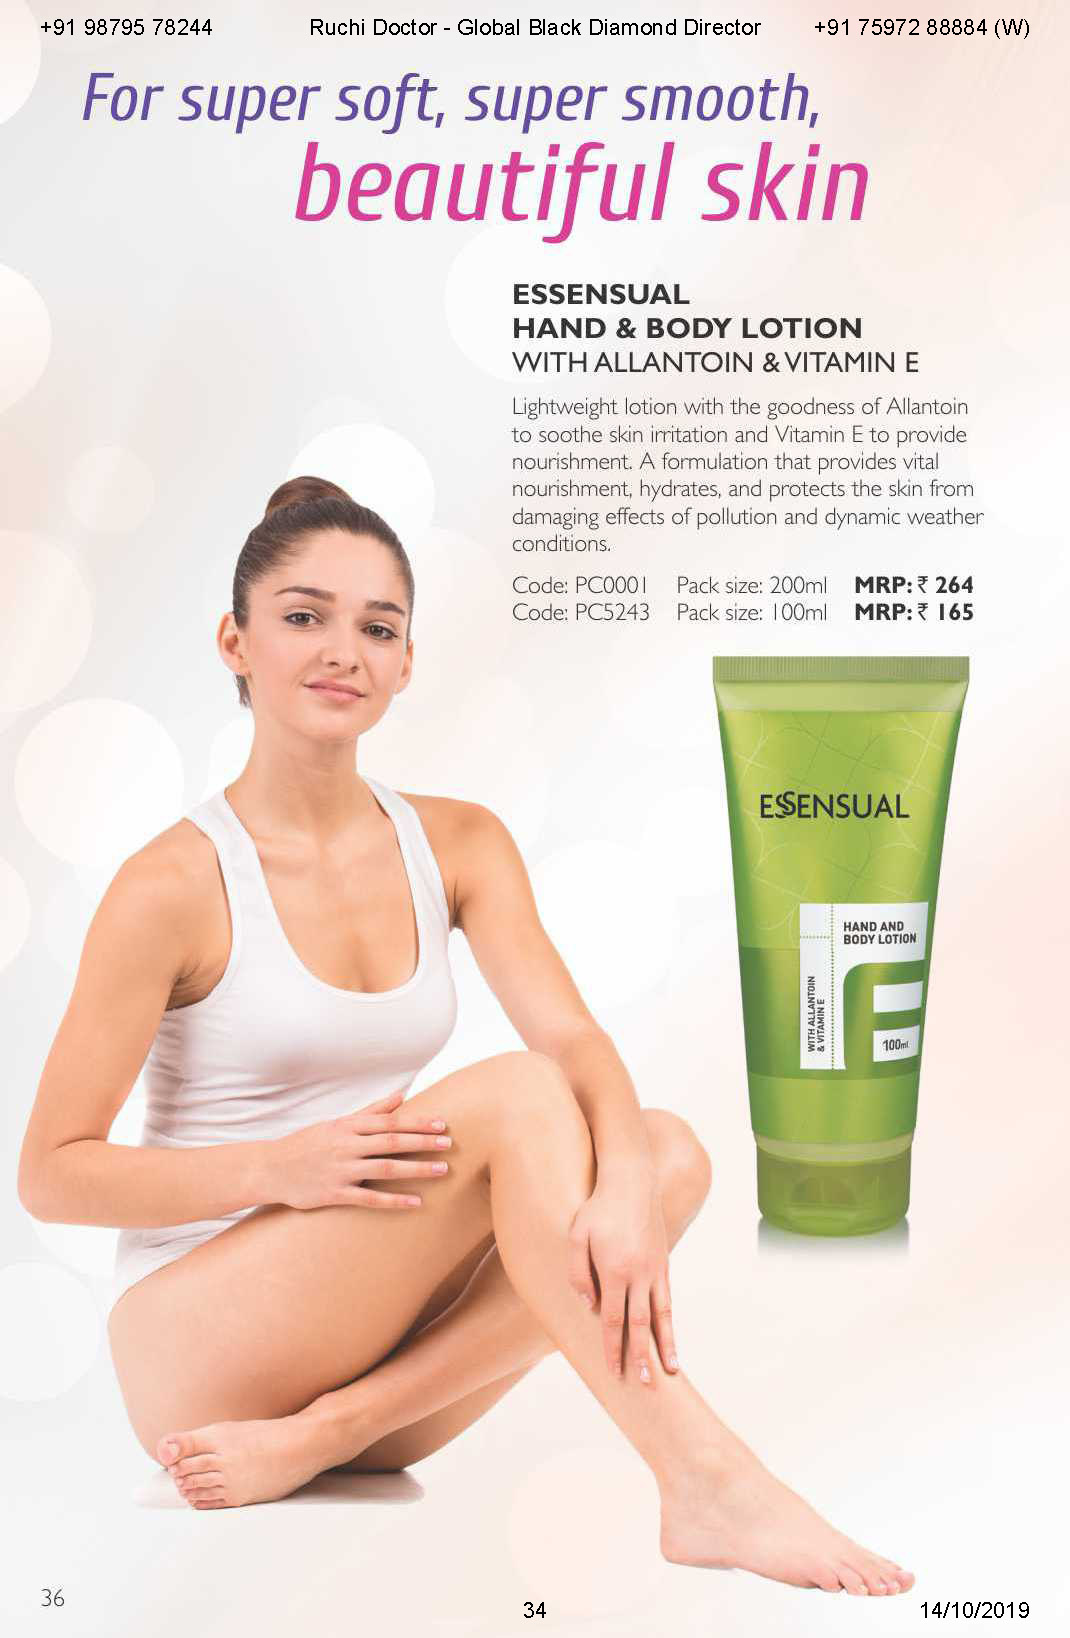 +91 98795 78244 Ruchi Doctor - Global Black Diamond Director +91 75972 88884 (W)
For super soft, super smooth,
beautiful skin
ESSENSUAL
HAND & BODY LOTION
WITH ALLANTOIN & VITAMIN E
Lightweight lotion with the goodness of Allantoin
to soothe skin irritation and Vitamin E to provide
nourishment. A formulation that provides vital
nourishment, hydrates, and protects the skin from
damaging effects of pollution and dynamic weather
conditions.
Code: PC0001 Pack size: 200ml MRP: ₹ 264
Code: PC5243 Pack size: 100ml MRP: ₹ 165
ESSENSUAL
HAND AND
BODY LOTION
WITH ALLANTOIN
& VITAMIN E
100ml
36
34
14/10/2019